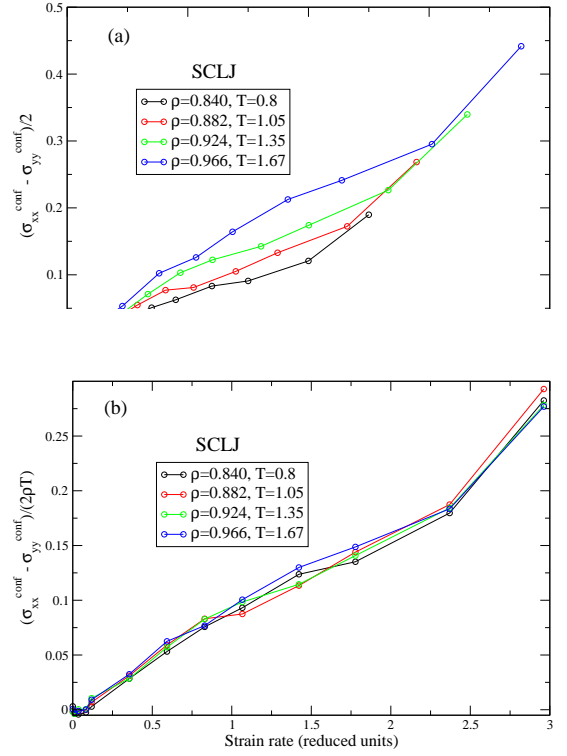 0.5
(a)
SCLJ
ρ=0.840, T=0.8
ρ=0.882, T=1.05
ρ=0.924, T=1.35
ρ=0.966, T=1.67
0.4
0.3
0.2
0.1
(σxx^conf - σyy^conf)/2
(b)
SCLJ
ρ=0.840, T=0.8
ρ=0.882, T=1.05
ρ=0.924, T=1.35
ρ=0.966, T=1.67
0.25
0.2
0.15
0.1
0.05
0
(σxx^conf - σyy^conf)/(2ρT)
0 0.5 1 1.5 2 2.5 3
Strain rate (reduced units)